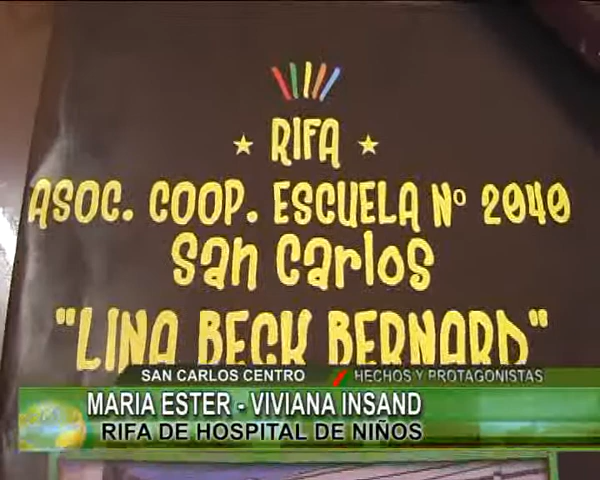 ★ RIFA ★
ASOC. COOP. ESCUELA Nº 2040
San Carlos
"LINA BECK BERNARD"
SAN CARLOS CENTRO / HECHOS Y PROTAGONISTAS
MARIA ESTER - VIVIANA INSAND
RIFA DE HOSPITAL DE NIÑOS